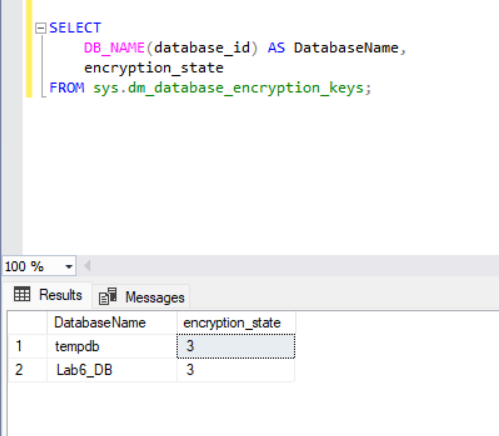 SELECT
DB_NAME(database_id) AS DatabaseName,
encryption_state
FROM sys.dm_database_encryption_keys;
100 %
Results Messages
DatabaseName encryption_state
1 tempdb 3
2 Lab6_DB 3